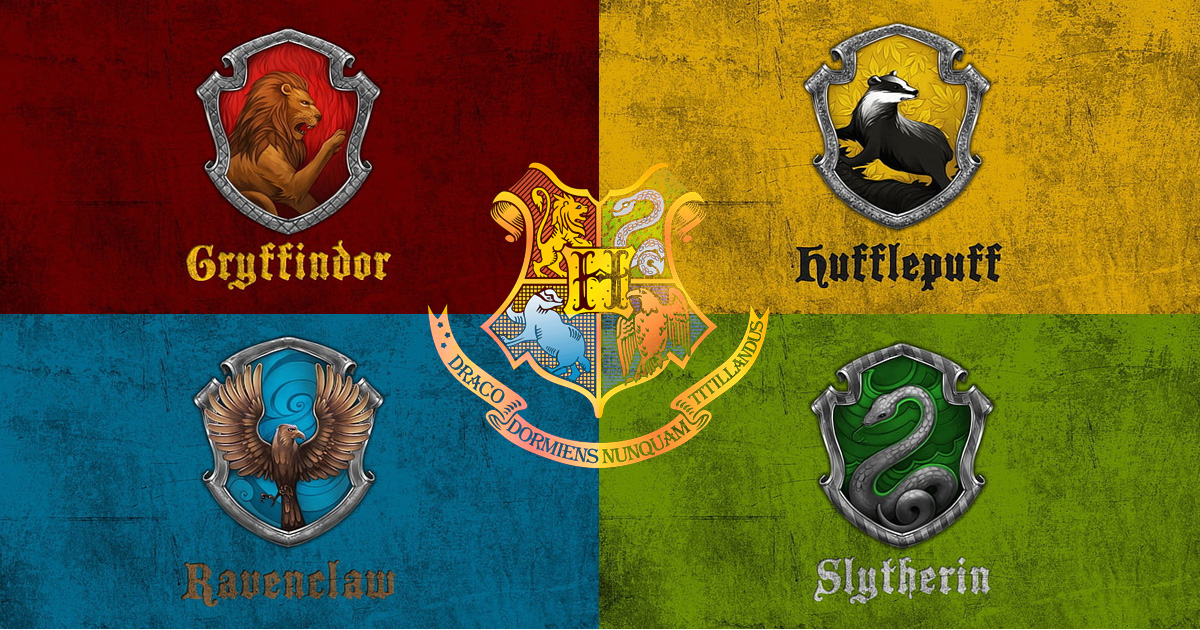 Gryffindor
Hufflepuff
H
DRACO DORMIENS NUNQUAM TITILLANDUS
Ravenclaw
Slytherin